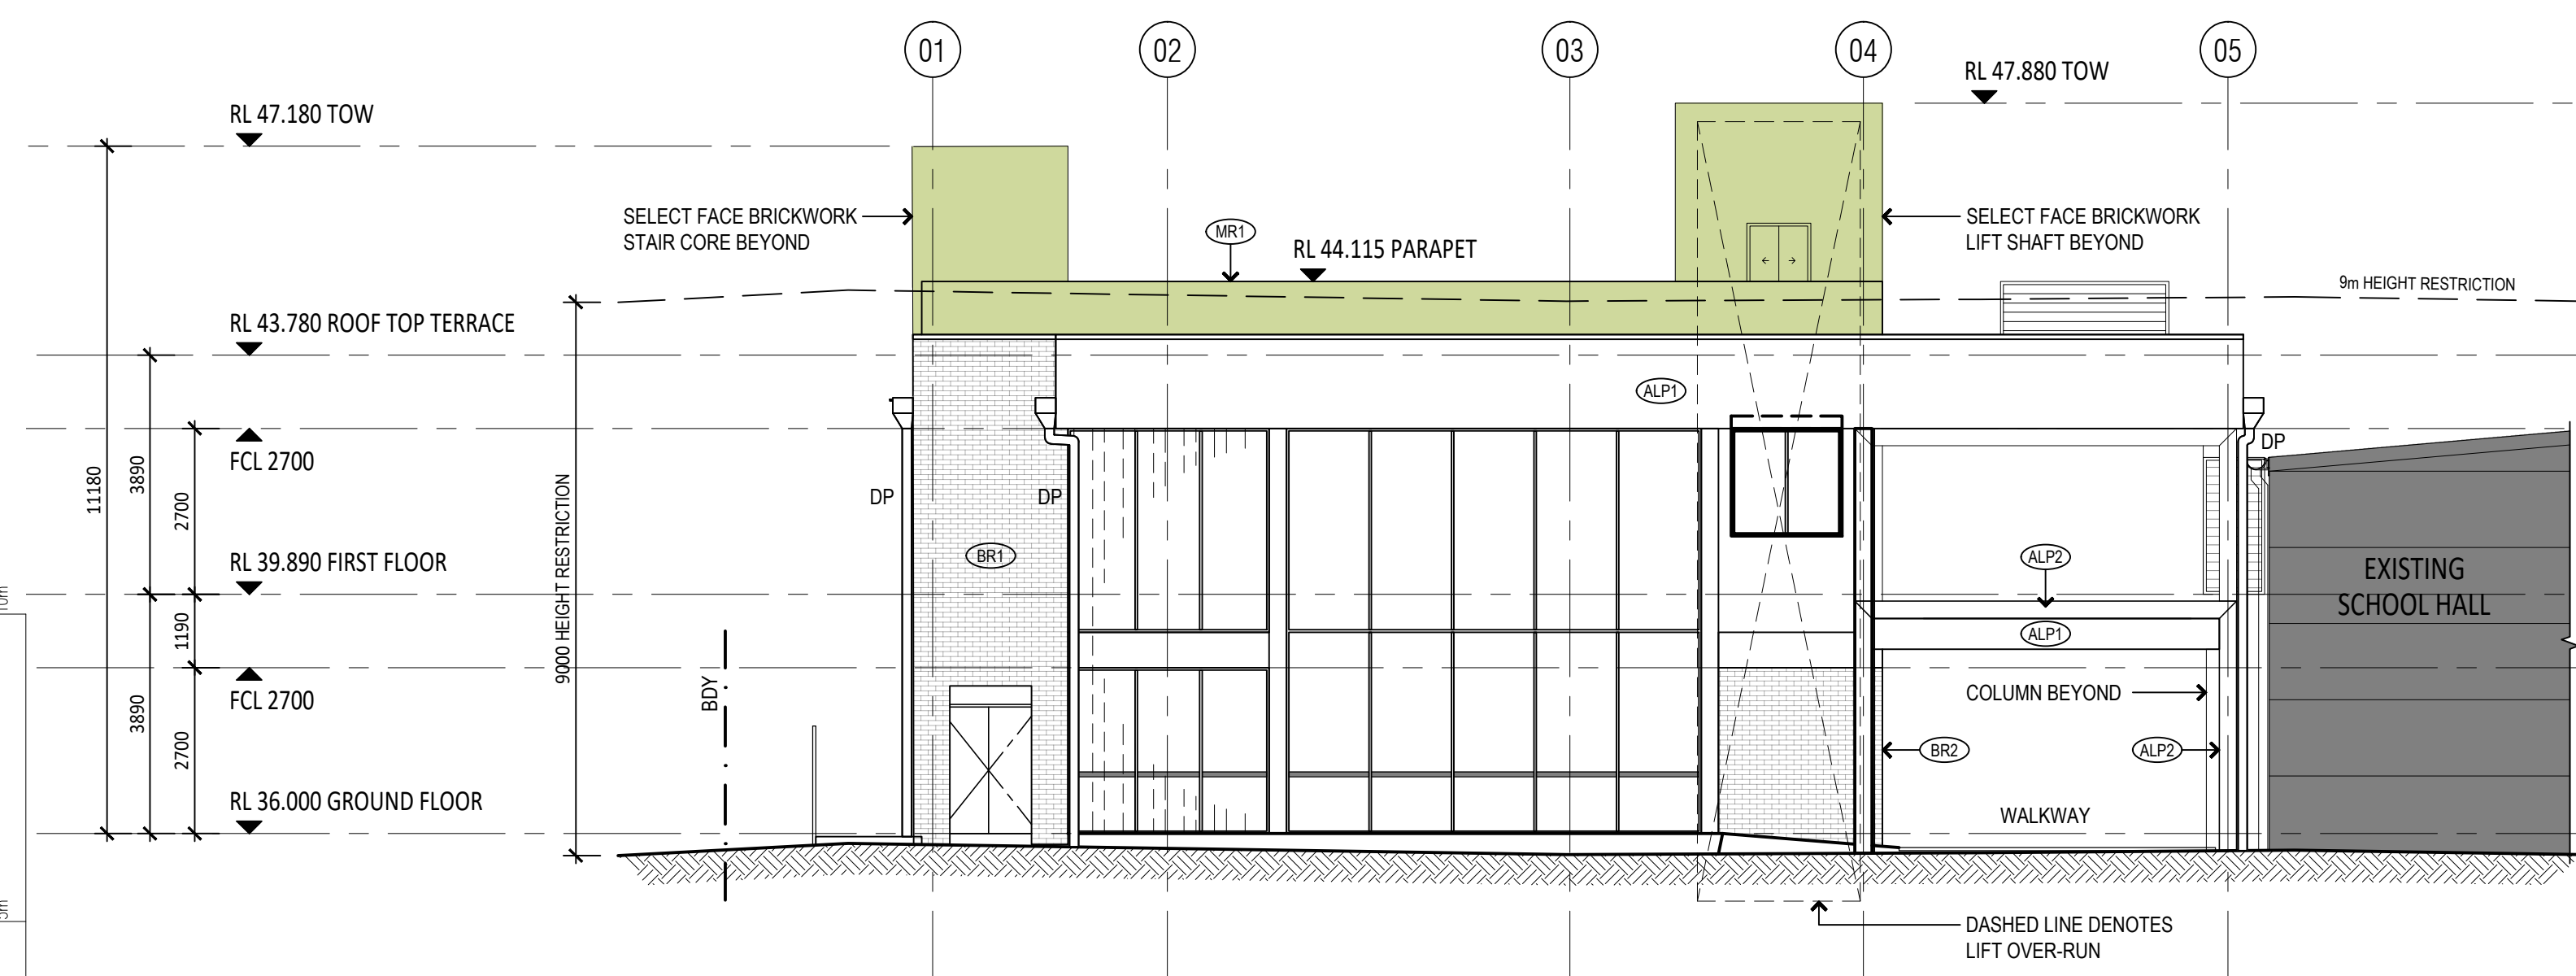 01
02
03
04
05
RL 47.880 TOW
RL 47.180 TOW
SELECT FACE BRICKWORK
STAIR CORE BEYOND
MR1
RL 44.115 PARAPET
SELECT FACE BRICKWORK
LIFT SHAFT BEYOND
9m HEIGHT RESTRICTION
RL 43.780 ROOF TOP TERRACE
ALP1
FCL 2700
DP
11180
3890
2700
9000 HEIGHT RESTRICTION
DP
DP
BR1
RL 39.890 FIRST FLOOR
ALP2
EXISTING
SCHOOL HALL
10m
1190
ALP1
FCL 2700
BDY
COLUMN BEYOND
3890
2700
BR2
ALP2
RL 36.000 GROUND FLOOR
WALKWAY
5m
DASHED LINE DENOTES
LIFT OVER-RUN